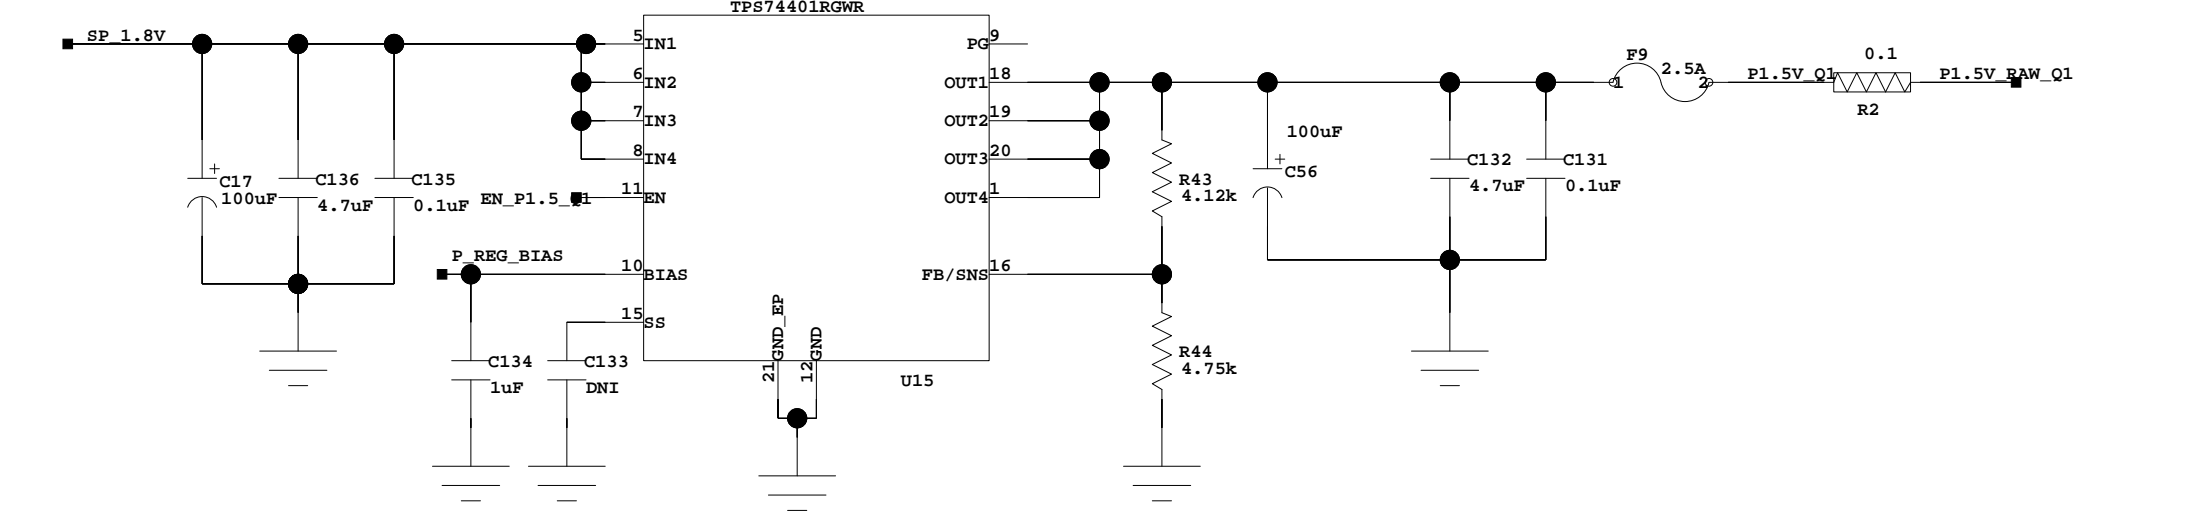 TPS74401RGWR
SP_1.8V
5 IN1
6 IN2
7 IN3
8 IN4
11 EN
EN_P1.5_Q1
10 BIAS
P_REG_BIAS
15 SS
PG 9
OUT1 18
OUT2 19
OUT3 20
OUT4 1
FB/SNS 16
GND_EP 21
GND 12
U15
+
C17
100uF
C136
4.7uF
C135
0.1uF
C134
1uF
C133
DNI
R43
4.12k
R44
4.75k
100uF
+
C56
C132
4.7uF
C131
0.1uF
F9
2.5A
1 2
P1.5V_Q1
0.1
R2
P1.5V_RAW_Q1